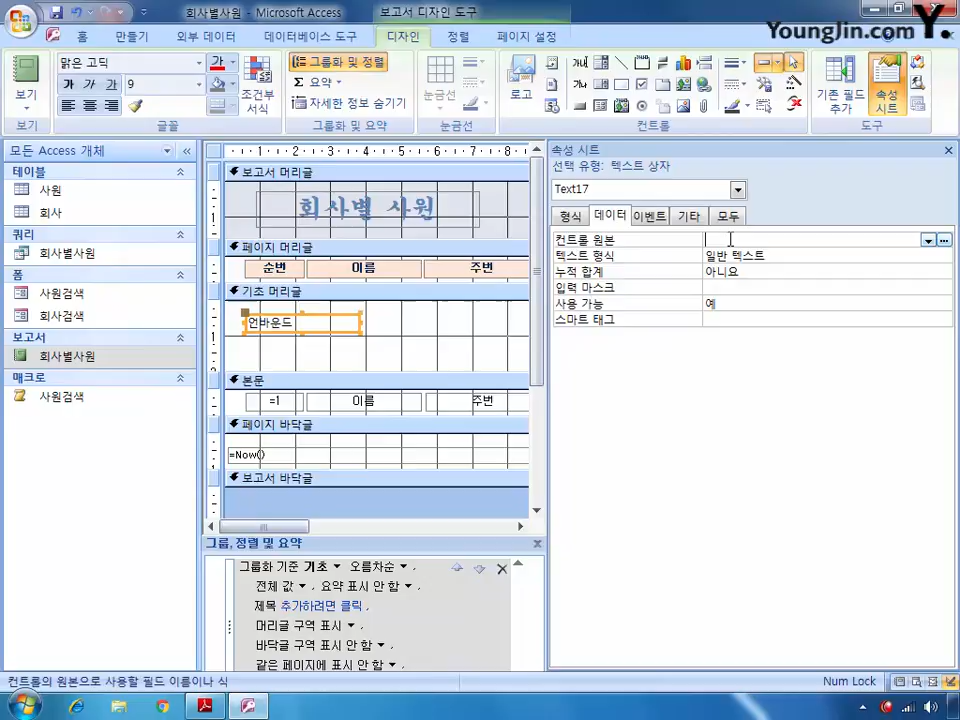 회사별사원 - Microsoft Access
보고서 디자인 도구
YoungJin.com Y.
홈 만들기 외부 데이터 데이터베이스 도구 디자인 정렬 페이지 설정
보기
맑은 고딕
가
가 가 가 9
조건부
서식
그룹화 및 정렬
Σ 요약
자세한 정보 숨기기
눈금선
로고
기존 필드
추가
속성
시트
보기 글꼴 그룹화 및 요약 눈금선 컨트롤 도구
모든 Access 개체
테이블
사원
회사
쿼리
회사별사원
폼
사원검색
회사검색
보고서
회사별사원
매크로
사원검색
1 2 3 4 5 6 7 8
보고서 머리글
회사별 사원
페이지 머리글
순번 이름 주변
기초 머리글
언바운드
본문
=1 이름 주변
페이지 바닥글
=Now()
보고서 바닥글
그룹, 정렬 및 요약
그룹화 기준 기초 오름차순 ,
전체 값 , 요약 표시 안 함 ,
제목 추가하려면 클릭 ,
머리글 구역 표시 ,
바닥글 구역 표시 안 함 ,
같은 페이지에 표시 안 함 ,
속성 시트
선택 유형: 텍스트 상자
Text17
형식 데이터 이벤트 기타 모두
컨트롤 원본
텍스트 형식 일반 텍스트
누적 합계 아니요
입력 마스크
사용 가능 예
스마트 태그
컨트롤의 원본으로 사용할 필드 이름이나 식
Num Lock